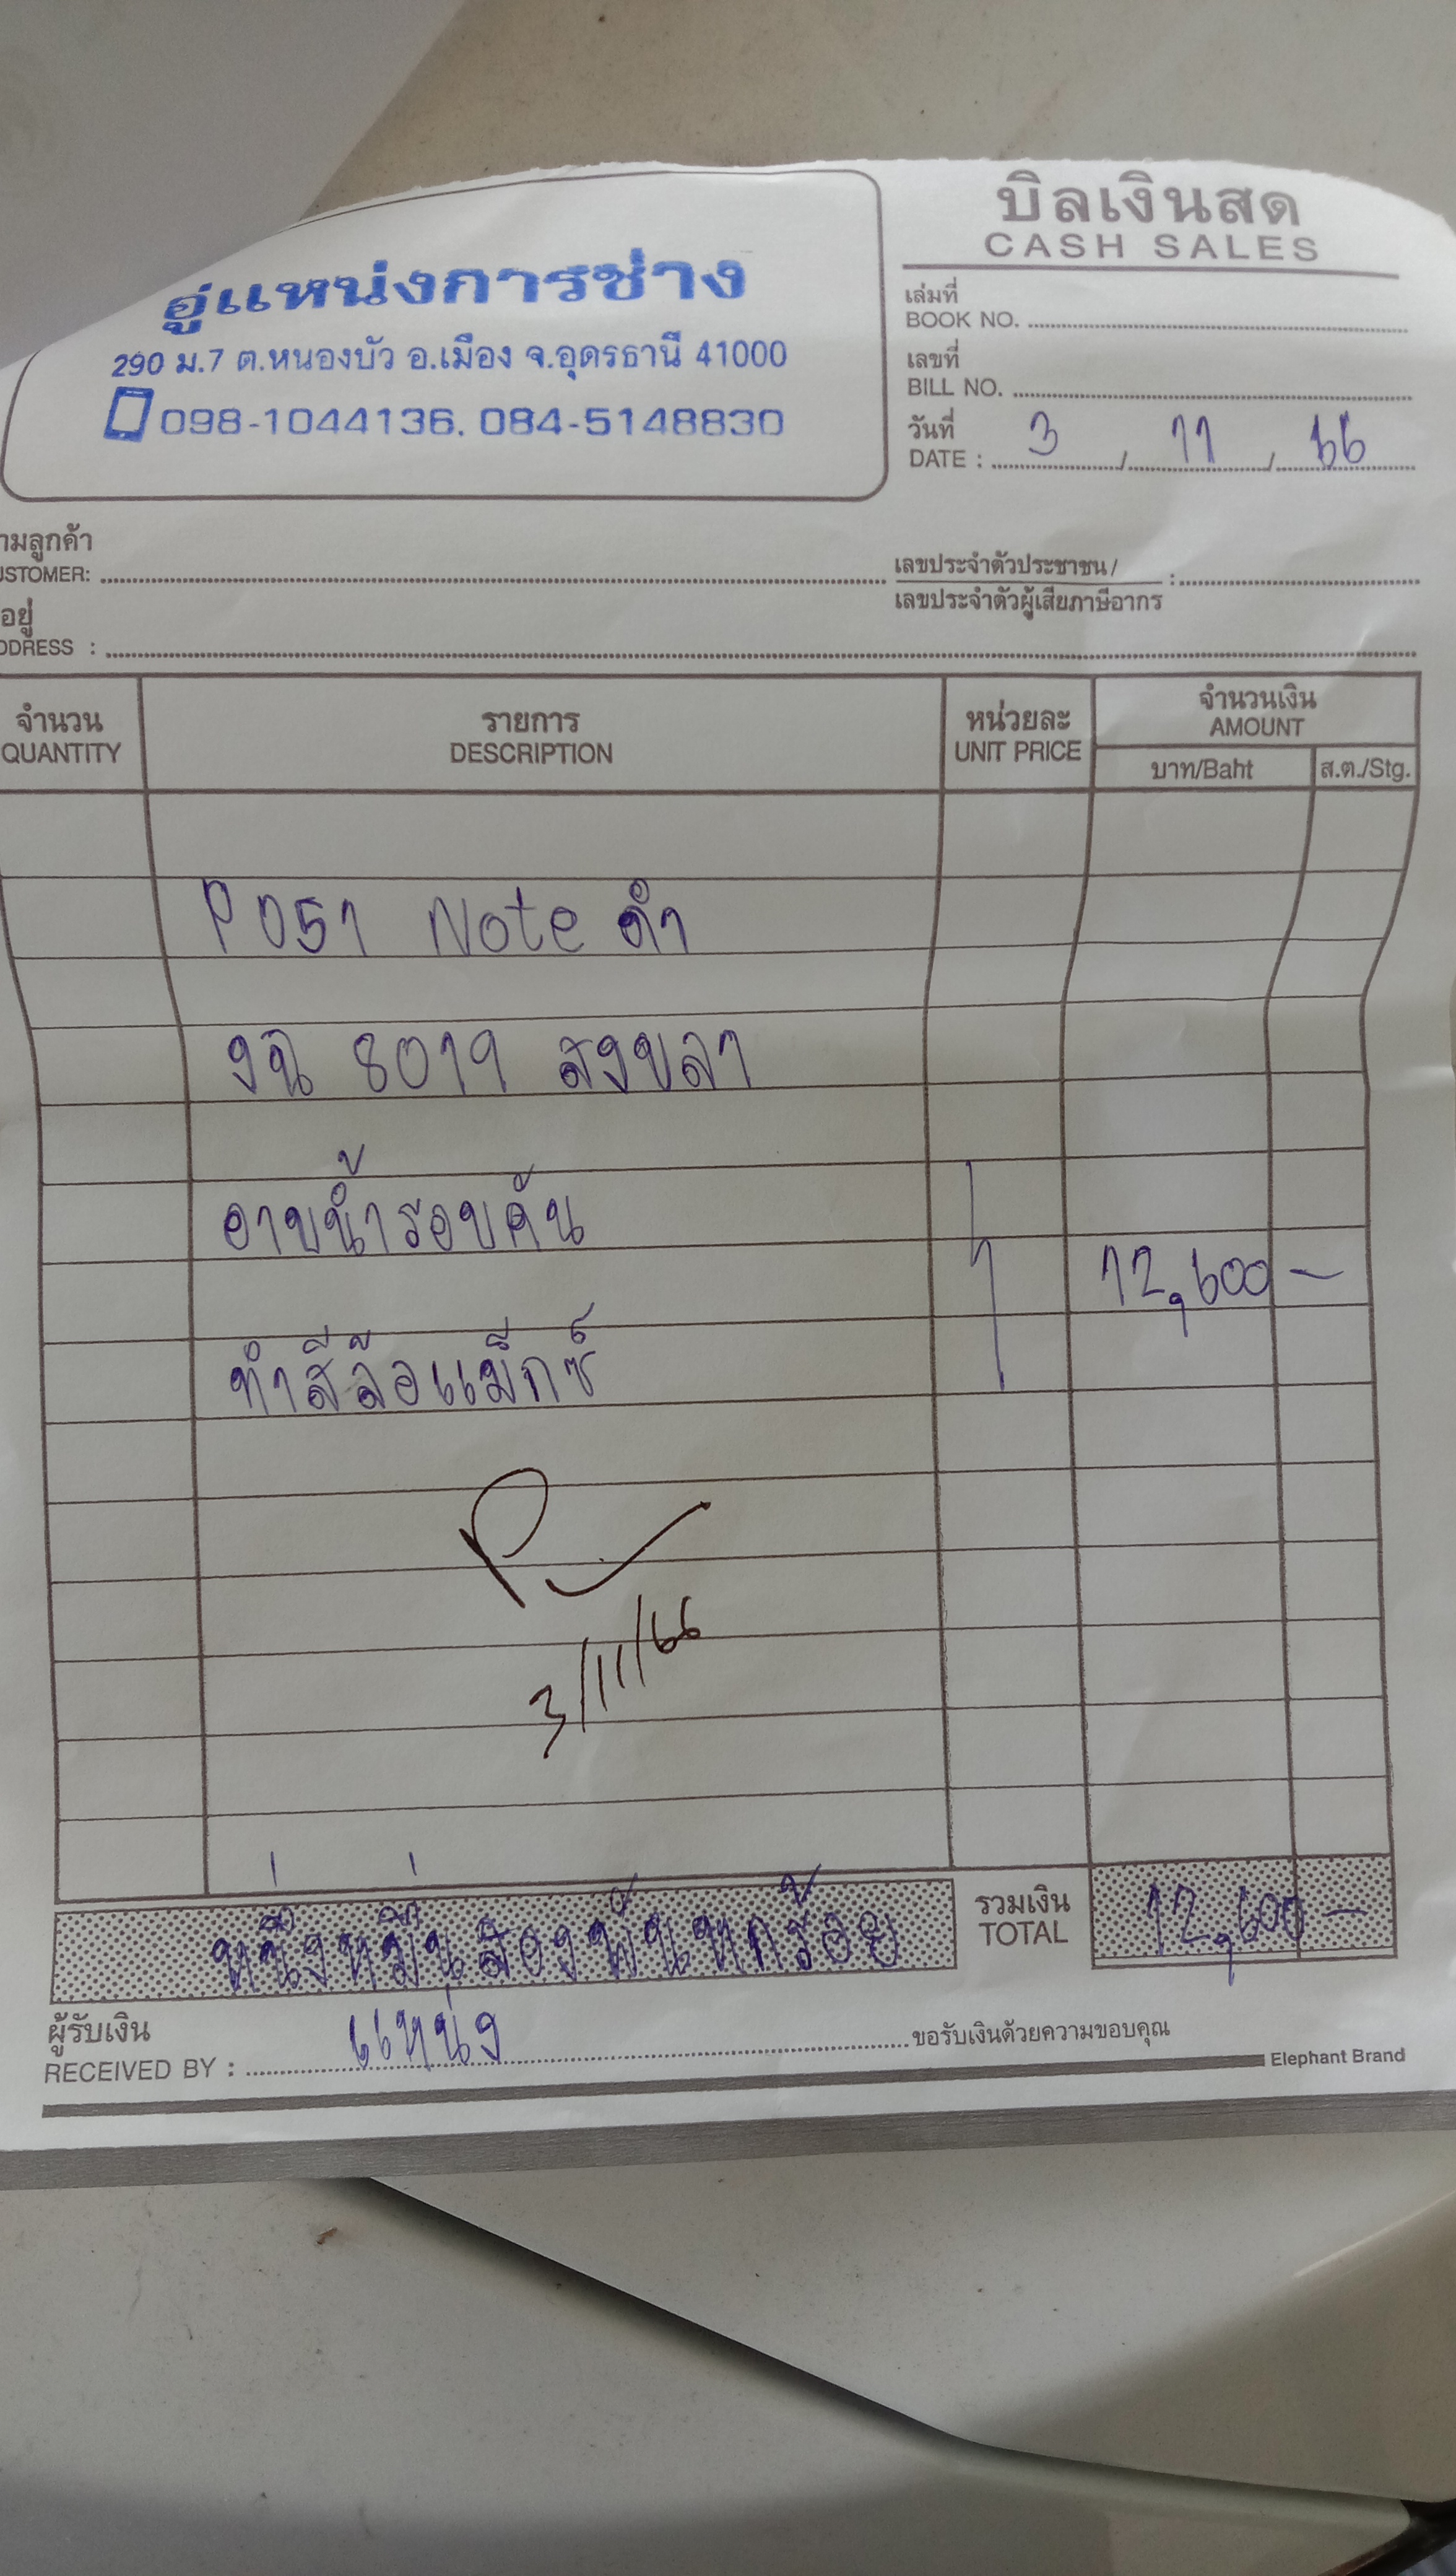 บิลเงินสด
CASH SALES
อู่แหน่งการช่าง
290 ม.7 ต.หนองบัว อ.เมือง จ.อุดรธานี 41000
098-1044136, 084-5148830
เล่มที่
BOOK NO.
เลขที่
BILL NO.
วันที่
DATE : 3 / 11 / 66
ามลูกค้า
USTOMER:
เลขประจำตัวประชาชน /
เลขประจำตัวผู้เสียภาษีอากร :
อยู่
DDRESS :
จำนวน รายการ หน่วยละ จำนวนเงิน
QUANTITY DESCRIPTION UNIT PRICE AMOUNT
บาท/Baht ส.ต./Stg.
P051 Note ดำ
งฉ 8019 สงขลา
อาบน้ำรอบคัน
12,600 -
ทำสีล้อแม็กซ์
3/11/66
หนึ่งหมื่นสองพันหกร้อย รวมเงิน TOTAL 12,600 -
ผู้รับเงิน
RECEIVED BY : แหน่ง ขอรับเงินด้วยความขอบคุณ
Elephant Brand